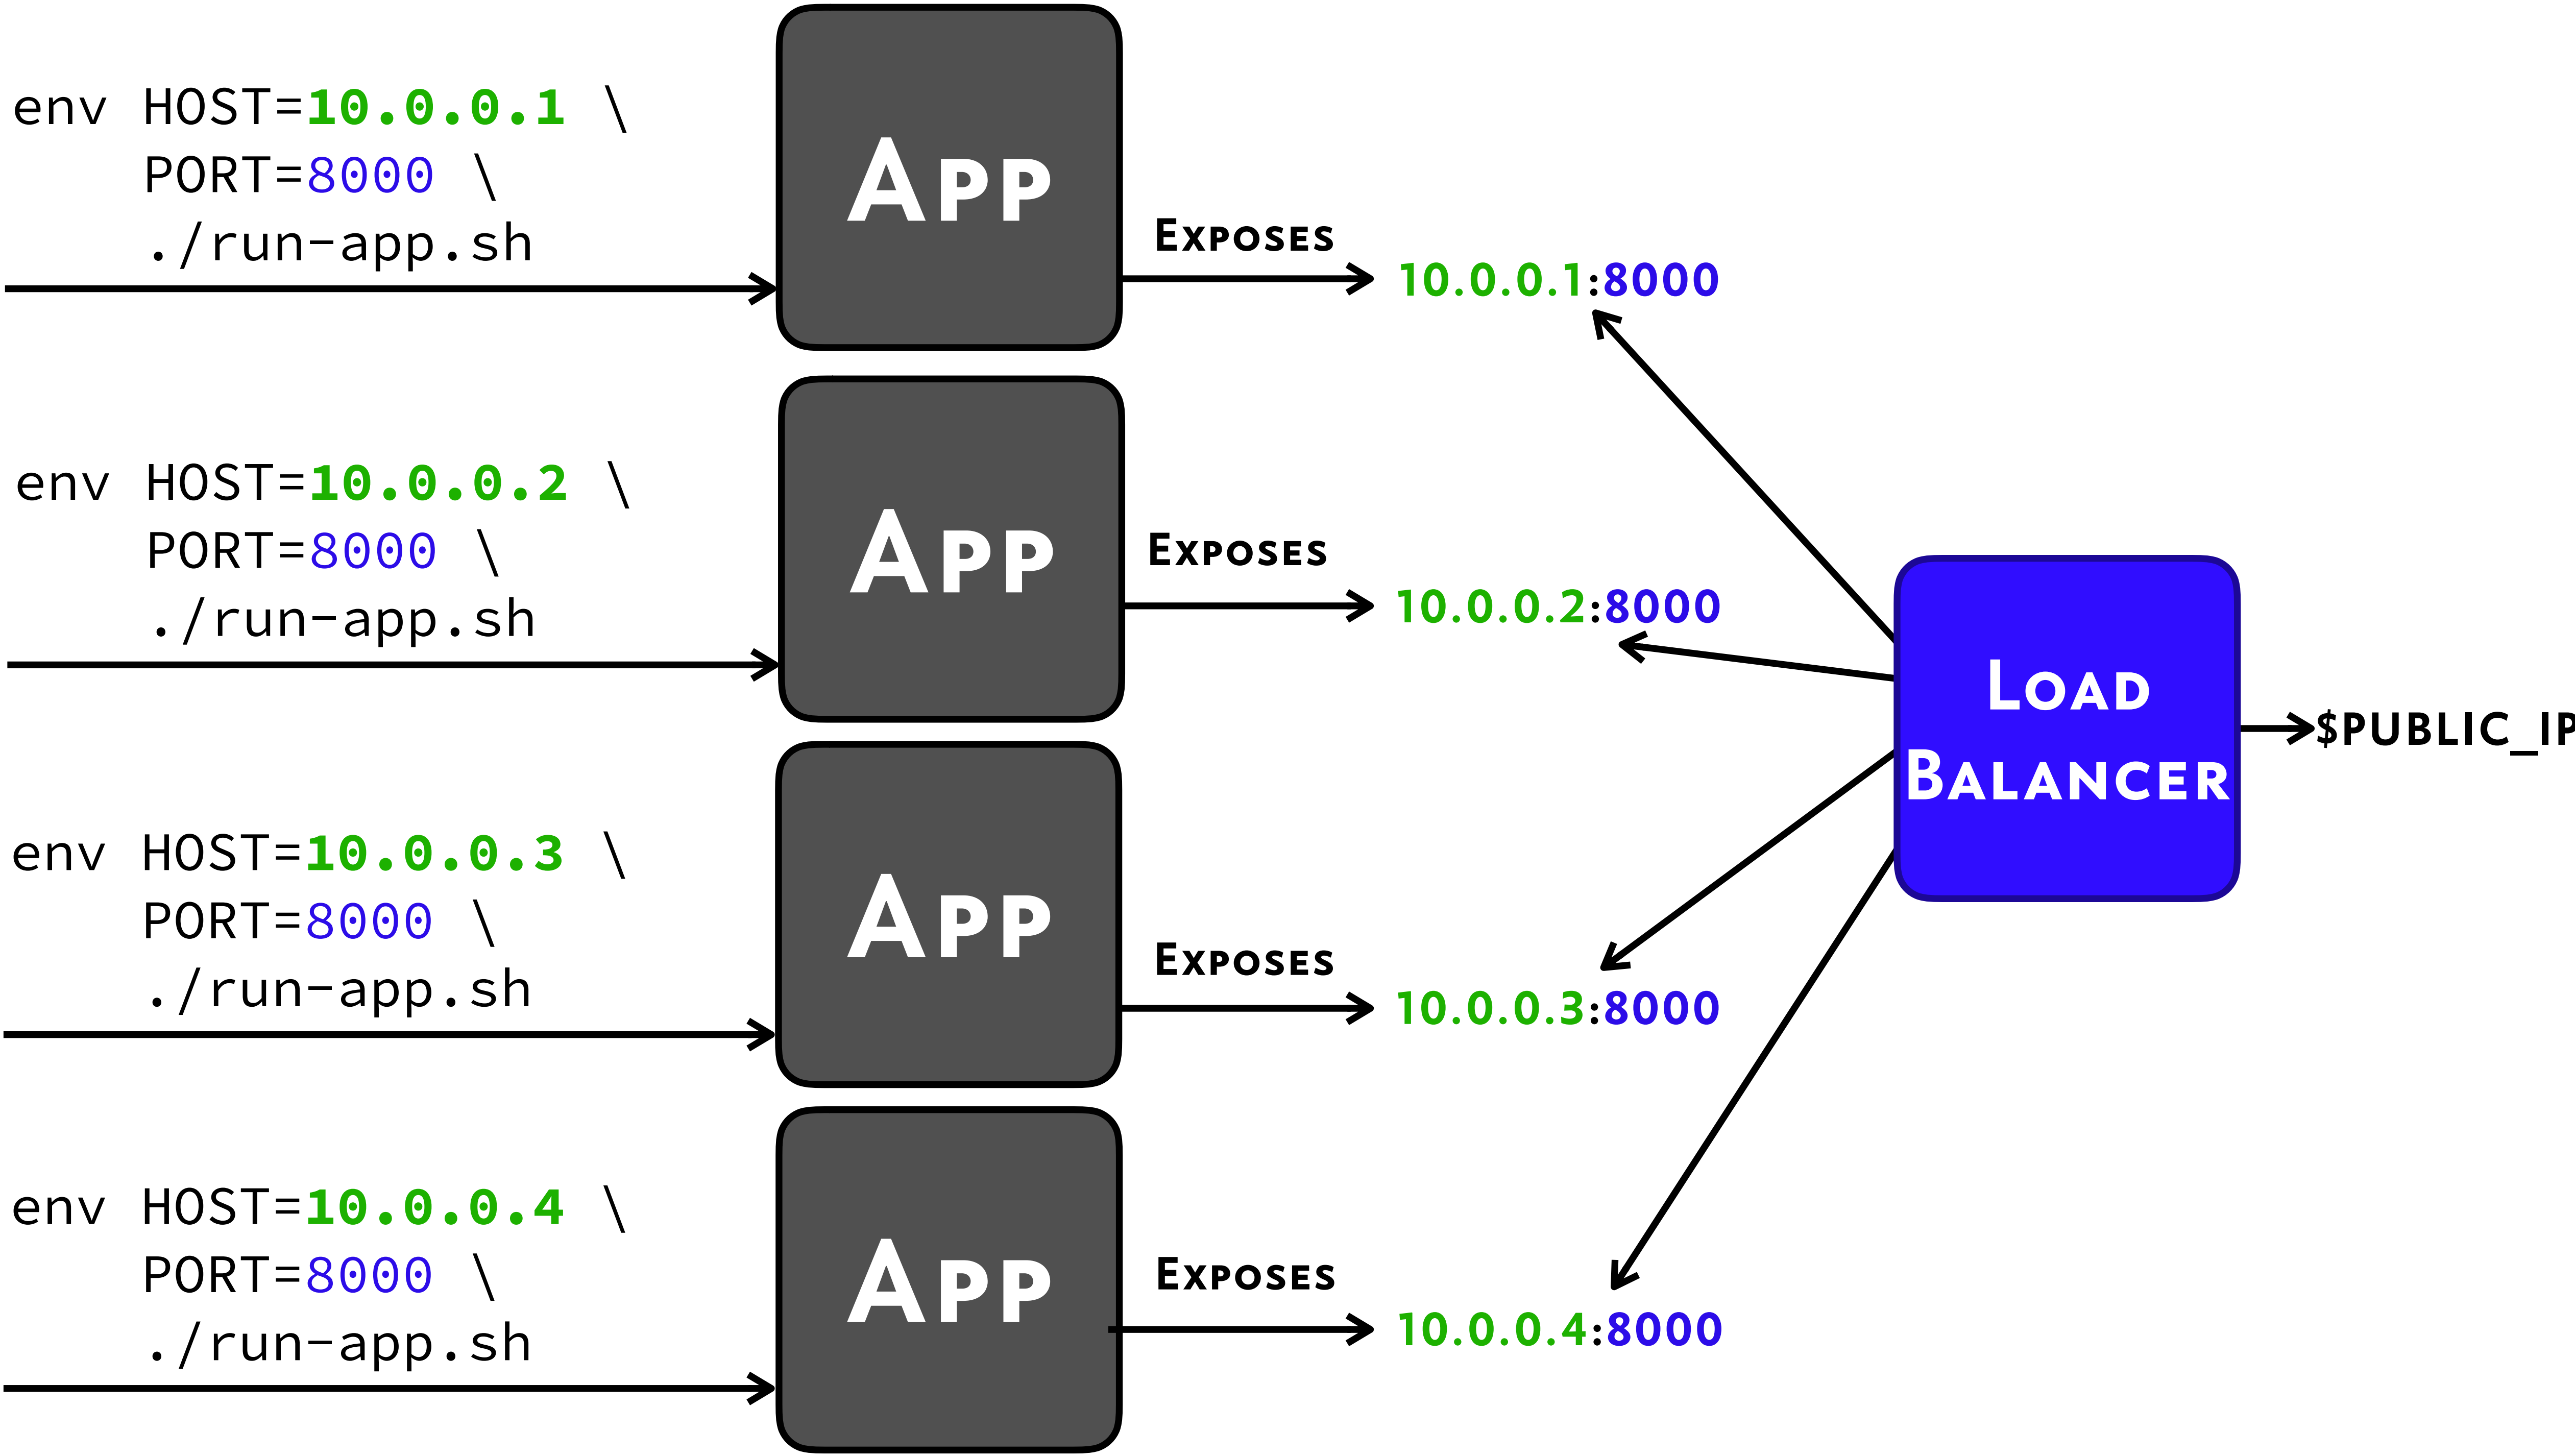 env HOST=10.0.0.1 \
PORT=8000 \
./run-app.sh
App
Exposes
10.0.0.1:8000
env HOST=10.0.0.2 \
PORT=8000 \
./run-app.sh
App
Exposes
10.0.0.2:8000
Load
Balancer
$PUBLIC_IP
env HOST=10.0.0.3 \
PORT=8000 \
./run-app.sh
App
Exposes
10.0.0.3:8000
env HOST=10.0.0.4 \
PORT=8000 \
./run-app.sh
App
Exposes
10.0.0.4:8000